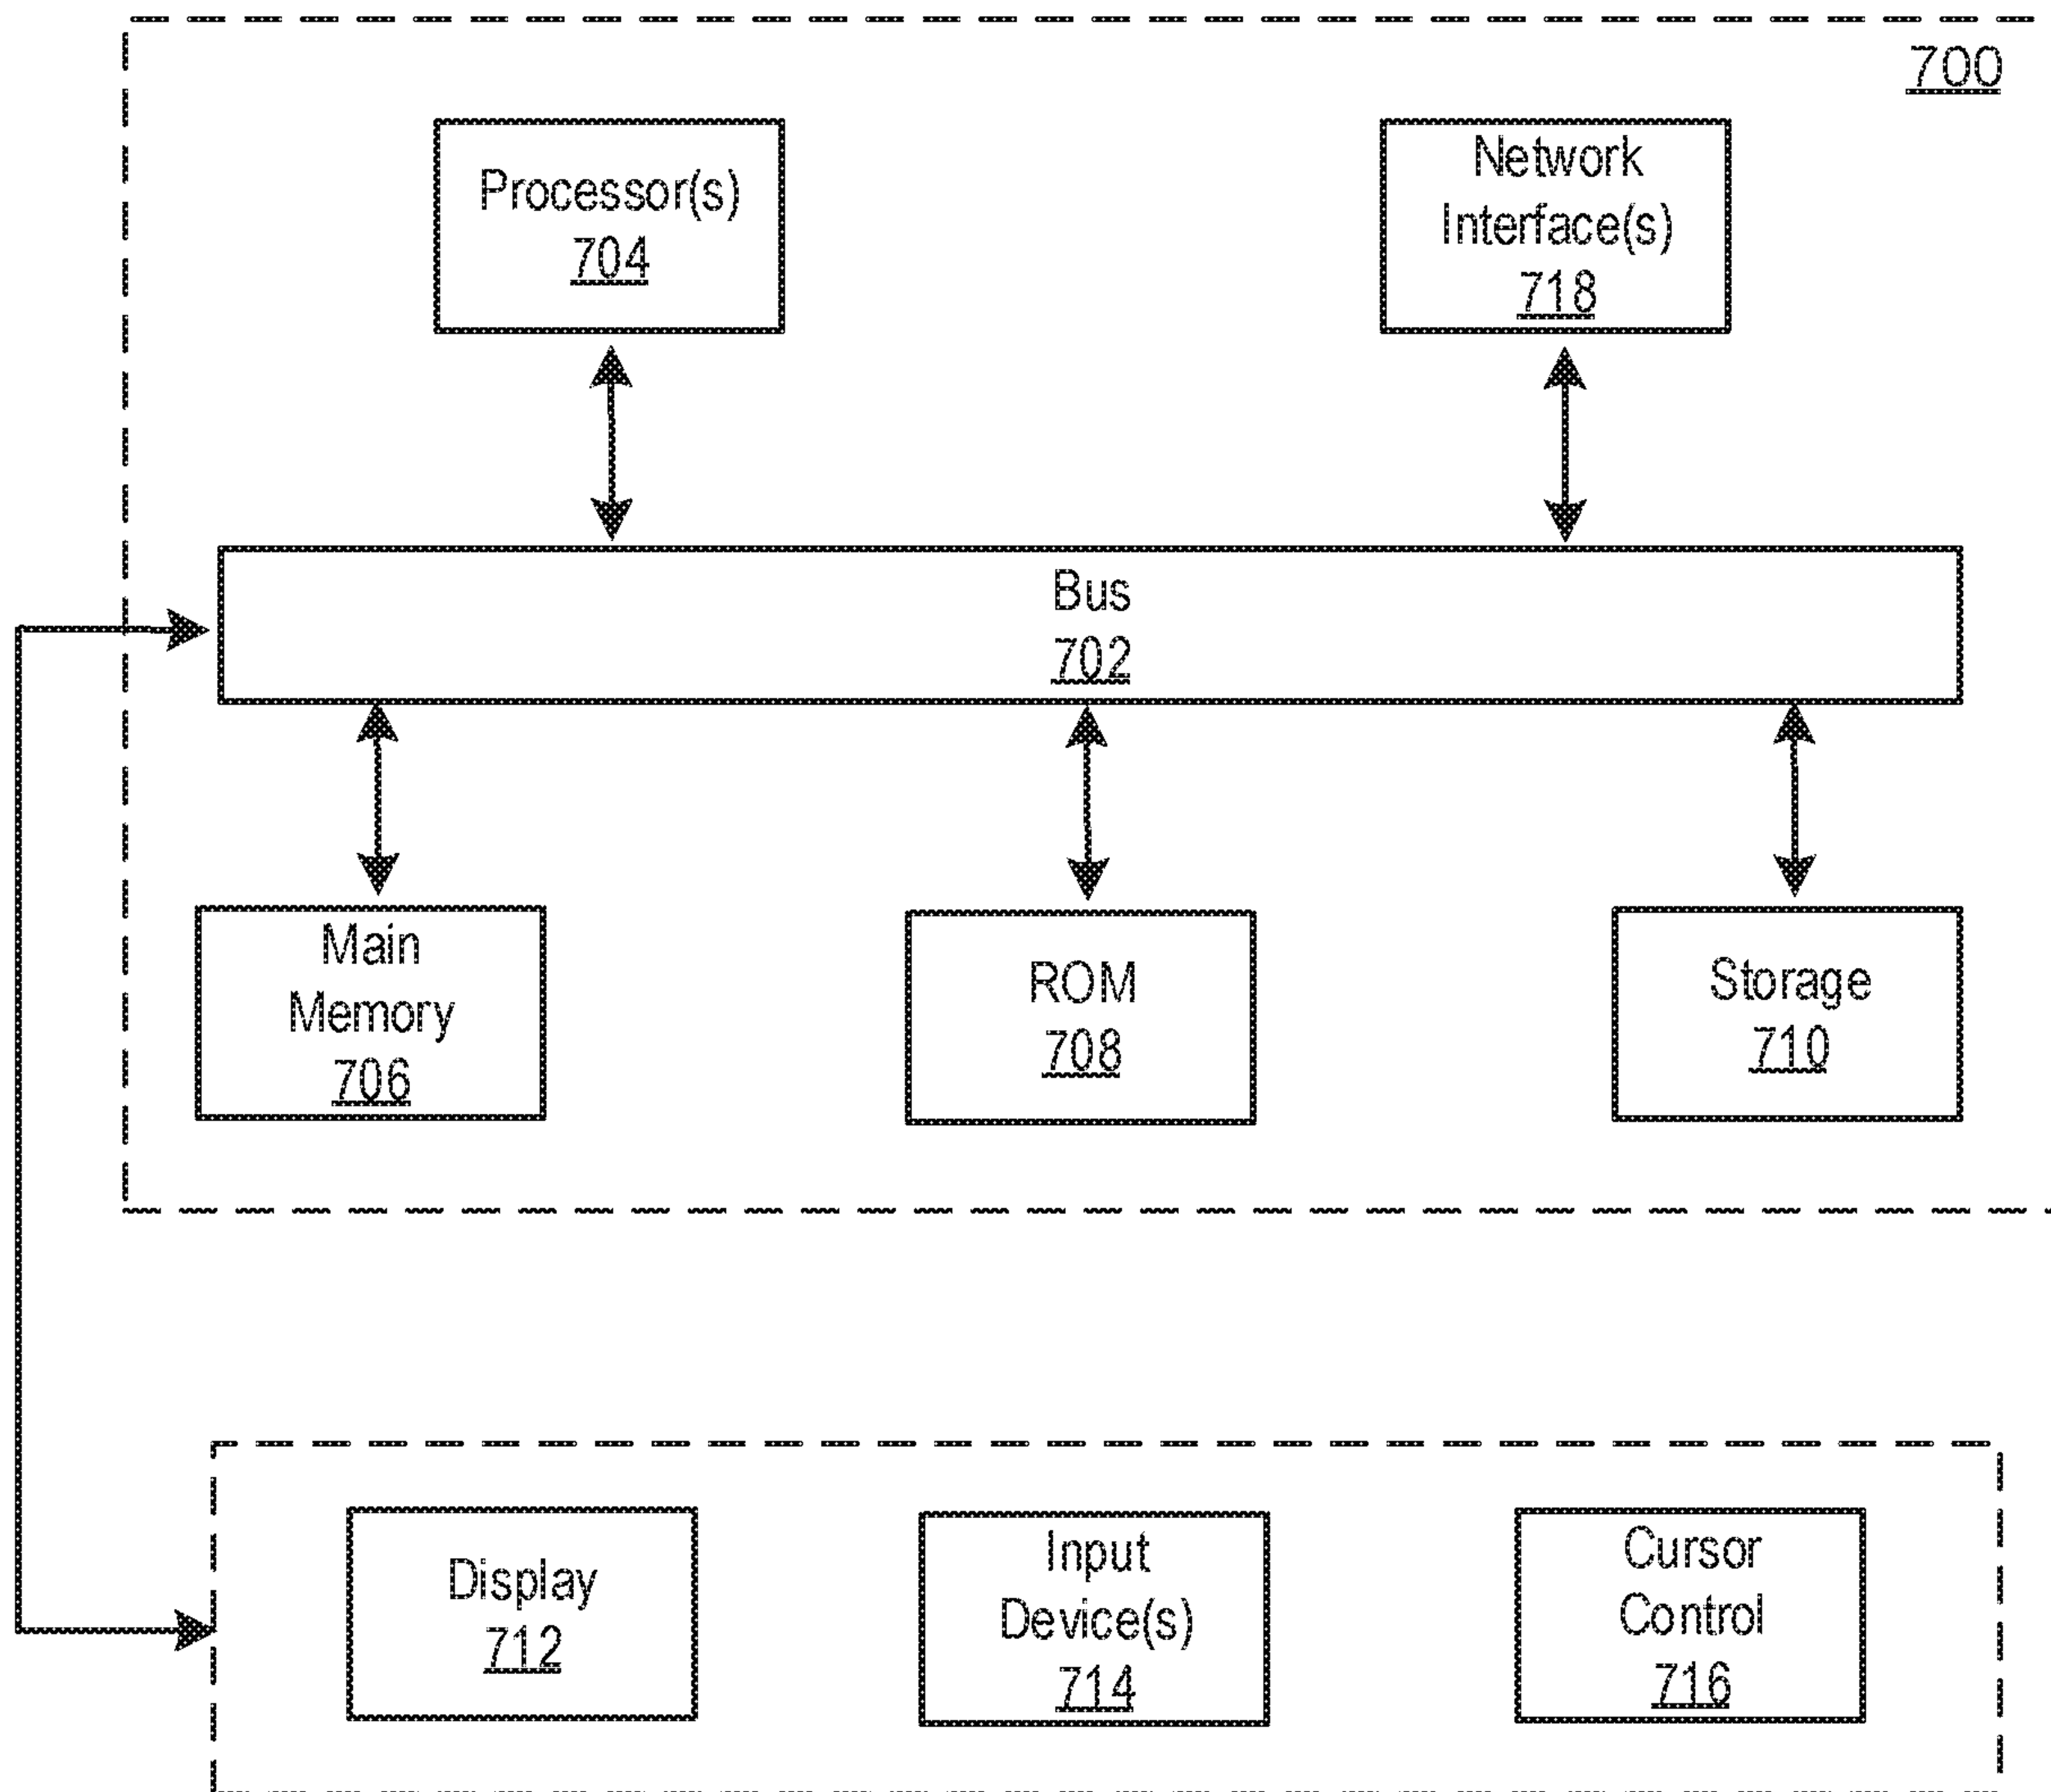 700
Processor(s)
704
Network
Interface(s)
718
Bus
702
Main
Memory
706
ROM
708
Storage
710
Display
712
Input
Device(s)
714
Cursor
Control
716